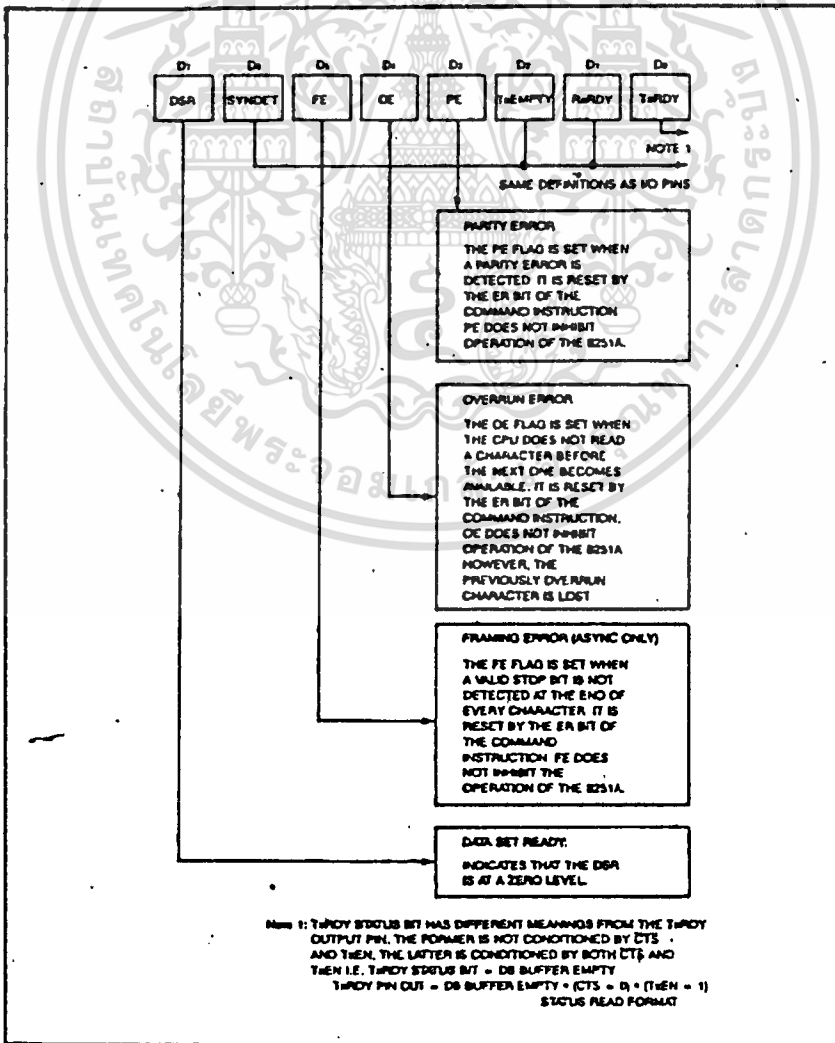 D7 D6 D5 D4 D3 D2 D1 D0
DSR SYNDET FE OE PE TxEMPTY RxRDY TxRDY
NOTE 1
SAME DEFINITIONS AS I/O PINS
PARITY ERROR
THE PE FLAG IS SET WHEN
A PARITY ERROR IS
DETECTED IT IS RESET BY
THE ER BIT OF THE
COMMAND INSTRUCTION
PE DOES NOT INHIBIT
OPERATION OF THE 8251A.
OVERRUN ERROR
THE OE FLAG IS SET WHEN
THE CPU DOES NOT READ
A CHARACTER BEFORE
THE NEXT ONE BECOMES
AVAILABLE. IT IS RESET BY
THE ER BIT OF THE
COMMAND INSTRUCTION.
OE DOES NOT INHIBIT
OPERATION OF THE 8251A
HOWEVER, THE
PREVIOUSLY OVERRUN
CHARACTER IS LOST
FRAMING ERROR (ASYNC ONLY)
THE FE FLAG IS SET WHEN
A VALID STOP BIT IS NOT
DETECTED AT THE END OF
EVERY CHARACTER IT IS
RESET BY THE ER BIT OF
THE COMMAND
INSTRUCTION FE DOES
NOT INHIBIT THE
OPERATION OF THE 8251A.
DATA SET READY.
INDICATES THAT THE DSR
IS AT A ZERO LEVEL.
Note 1: TxRDY STATUS BIT HAS DIFFERENT MEANINGS FROM THE TxRDY
OUTPUT PIN. THE FORMER IS NOT CONDITIONED BY CTS
AND TxEN, THE LATTER IS CONDITIONED BY BOTH CTS AND
TxEN I.E. TxRDY STATUS BIT = DB BUFFER EMPTY
TxRDY PIN OUT = DB BUFFER EMPTY • (CTS = 0) • (TxEN = 1)
STATUS READ FORMAT